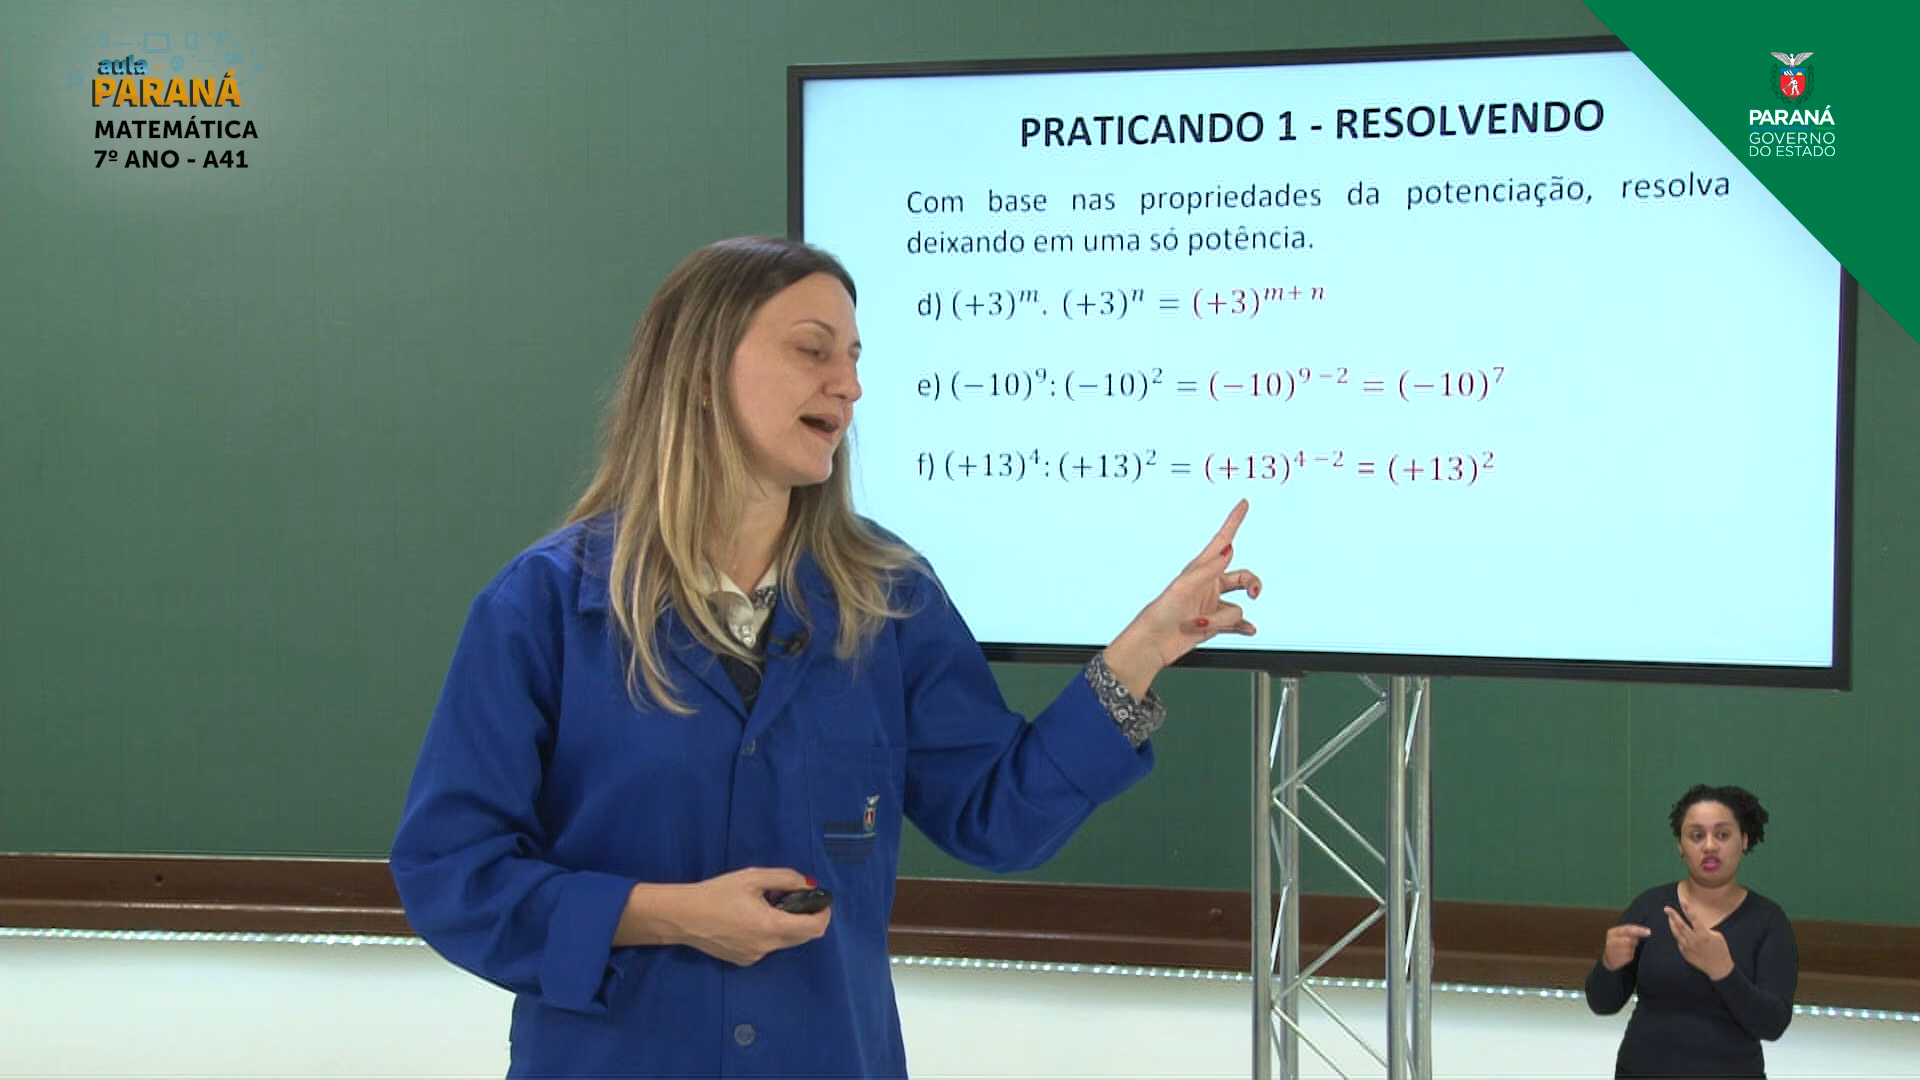 aula
PARANÁ
MATEMÁTICA
7º ANO - A41
PARANÁ
GOVERNO
DO ESTADO
PRATICANDO 1 - RESOLVENDO
Com base nas propriedades da potenciação, resolva
deixando em uma só potência.
d) (+3)ᵐ. (+3)ⁿ = (+3)ᵐ⁺ ⁿ
e) (−10)⁹: (−10)² = (−10)⁹ ⁻² = (−10)⁷
f) (+13)⁴: (+13)² = (+13)⁴ ⁻² = (+13)²